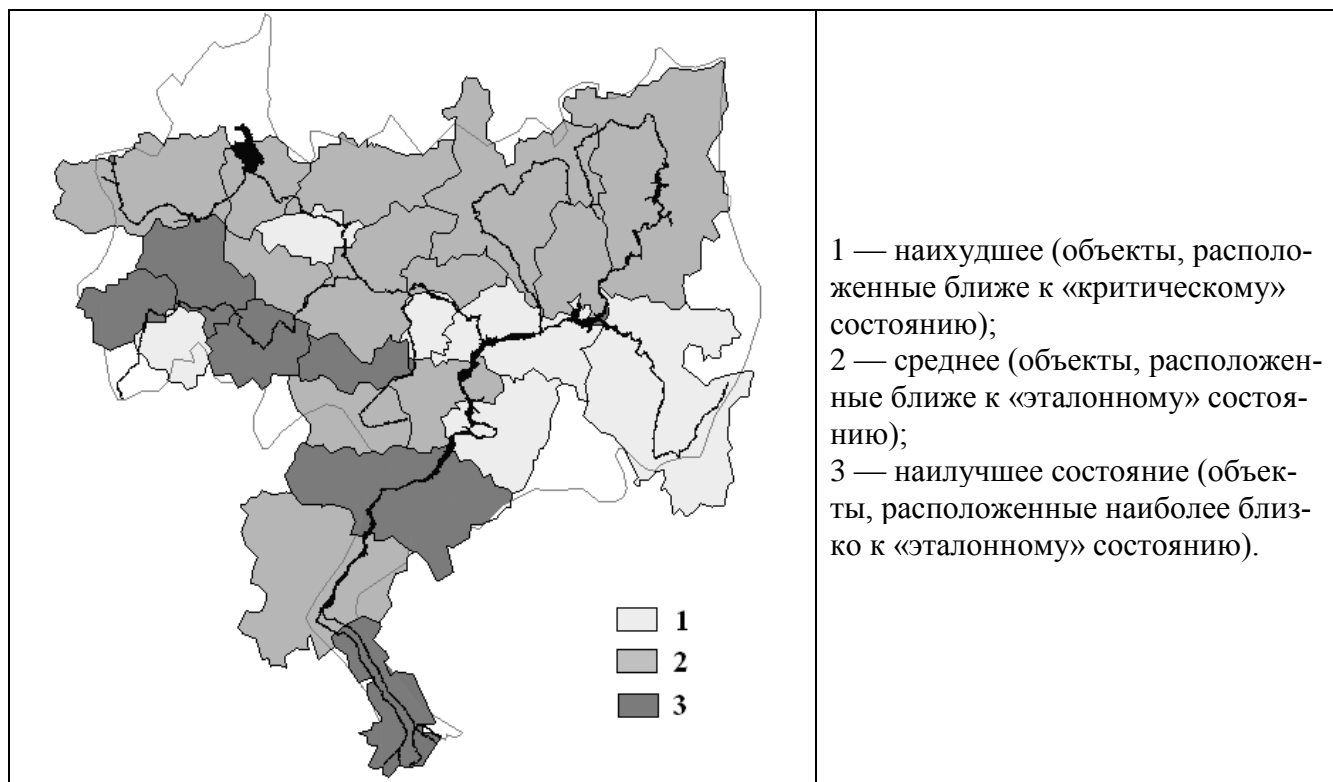 1 — наихудшее (объекты, располо-
женные ближе к «критическому»
состоянию);
2 — среднее (объекты, расположен-
ные ближе к «эталонному» состоя-
нию);
3 — наилучшее состояние (объек-
ты, расположенные наиболее близ-
ко к «эталонному» состоянию).
1
2
3